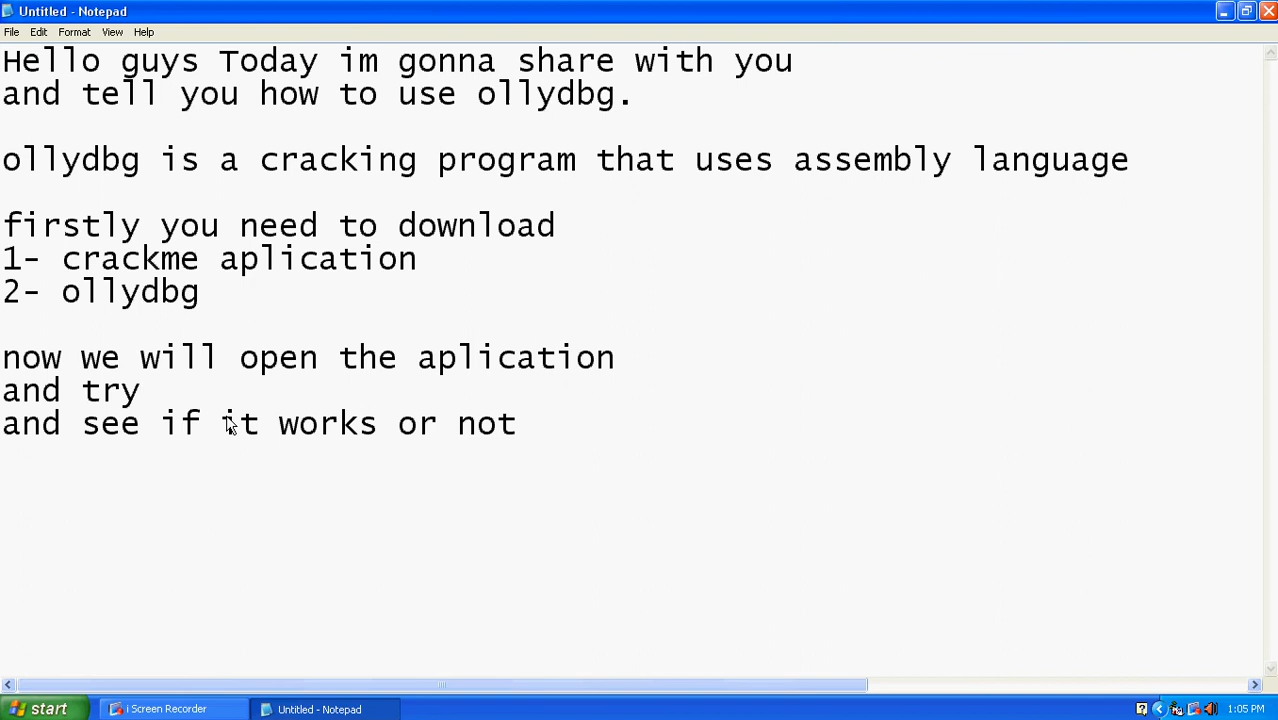 Untitled - Notepad
File Edit Format View Help
Hello guys Today im gonna share with you
and tell you how to use ollydbg.
ollydbg is a cracking program that uses assembly language
firstly you need to download
1- crackme aplication
2- ollydbg
now we will open the aplication
and try
and see if it works or not
start i Screen Recorder Untitled - Notepad 1:05 PM